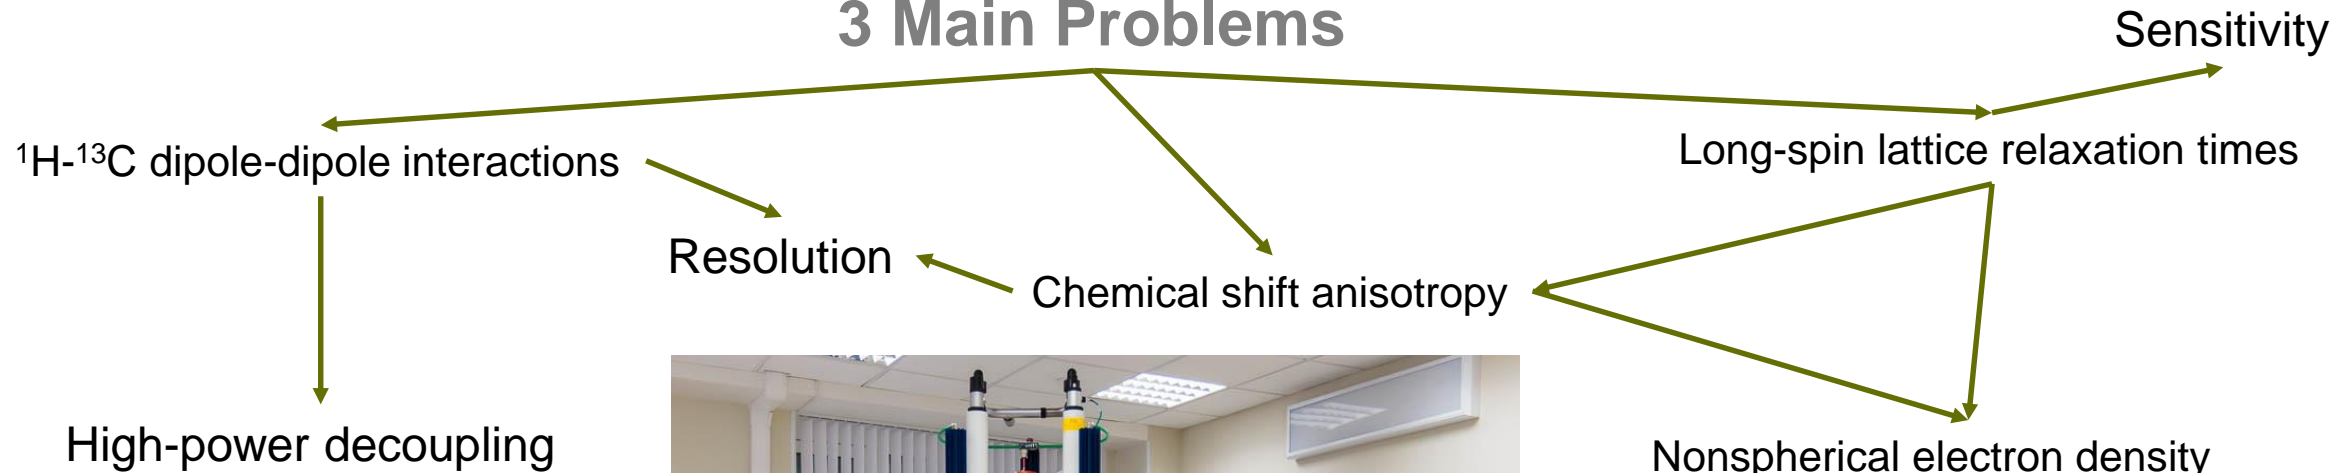 3 Main Problems
Sensitivity
¹H-¹³C dipole-dipole interactions
Long-spin lattice relaxation times
Resolution
Chemical shift anisotropy
High-power decoupling
Nonspherical electron density